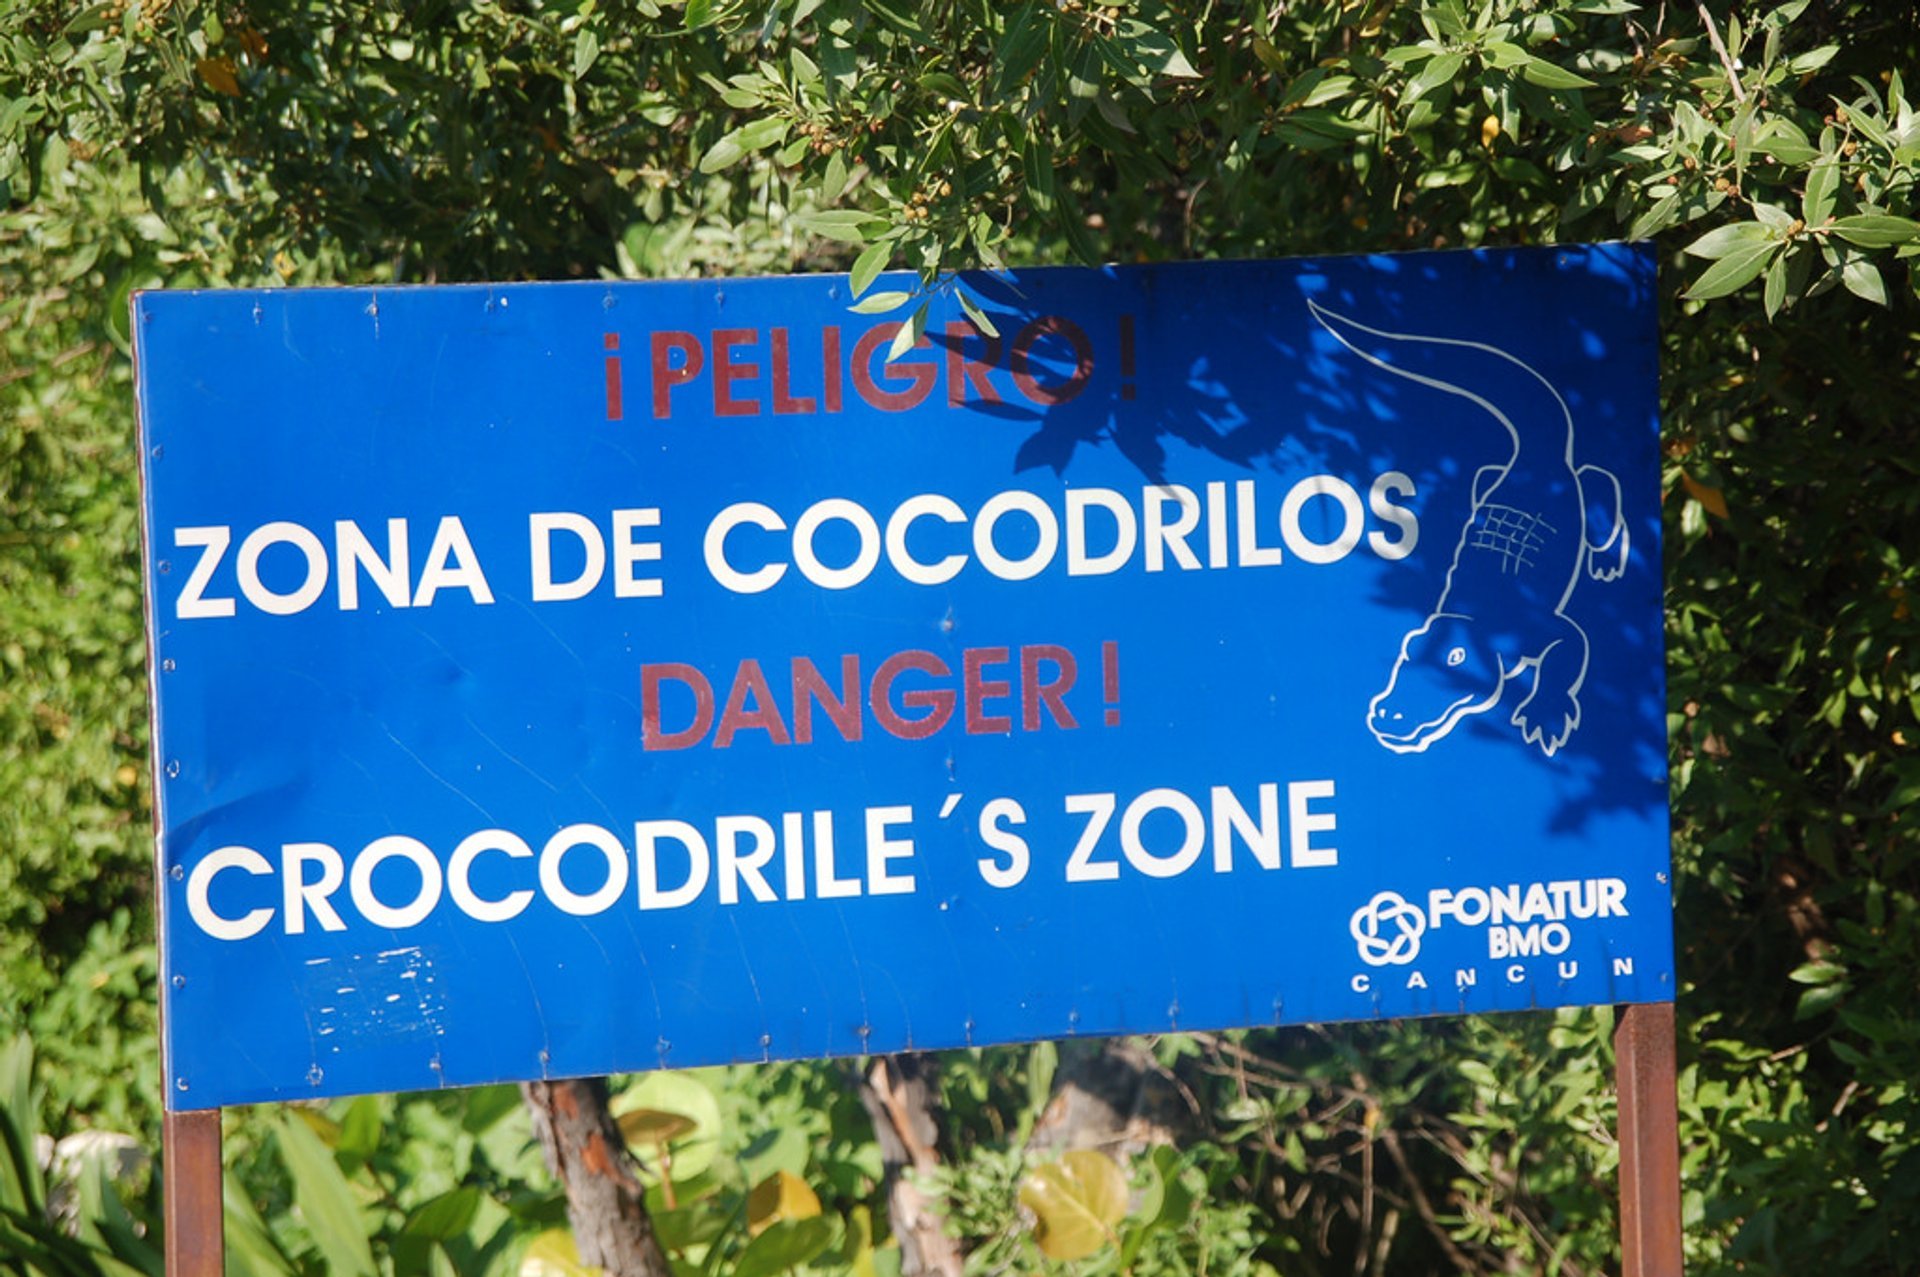 ¡PELIGRO!
ZONA DE COCODRILOS
DANGER!
CROCODRILE´S ZONE
FONATUR
BMO
CANCUN